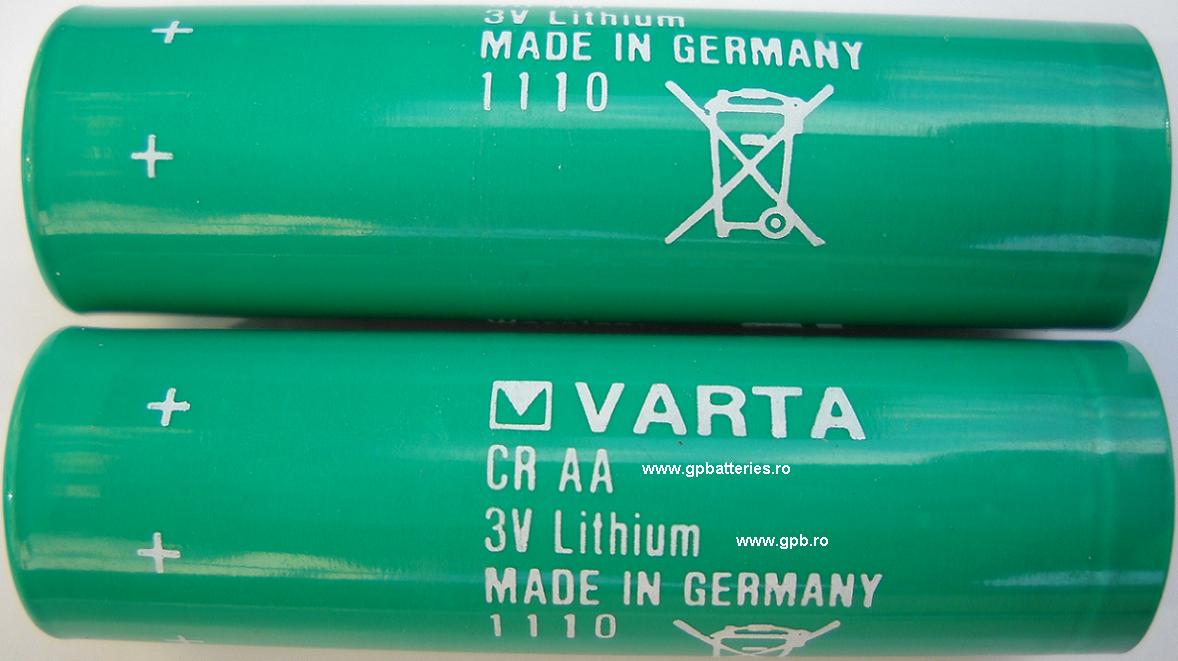 3V Lithium
MADE IN GERMANY
1110
VARTA
CR AA www.gpbatteries.ro
3V Lithium www.gpb.ro
MADE IN GERMANY
1110